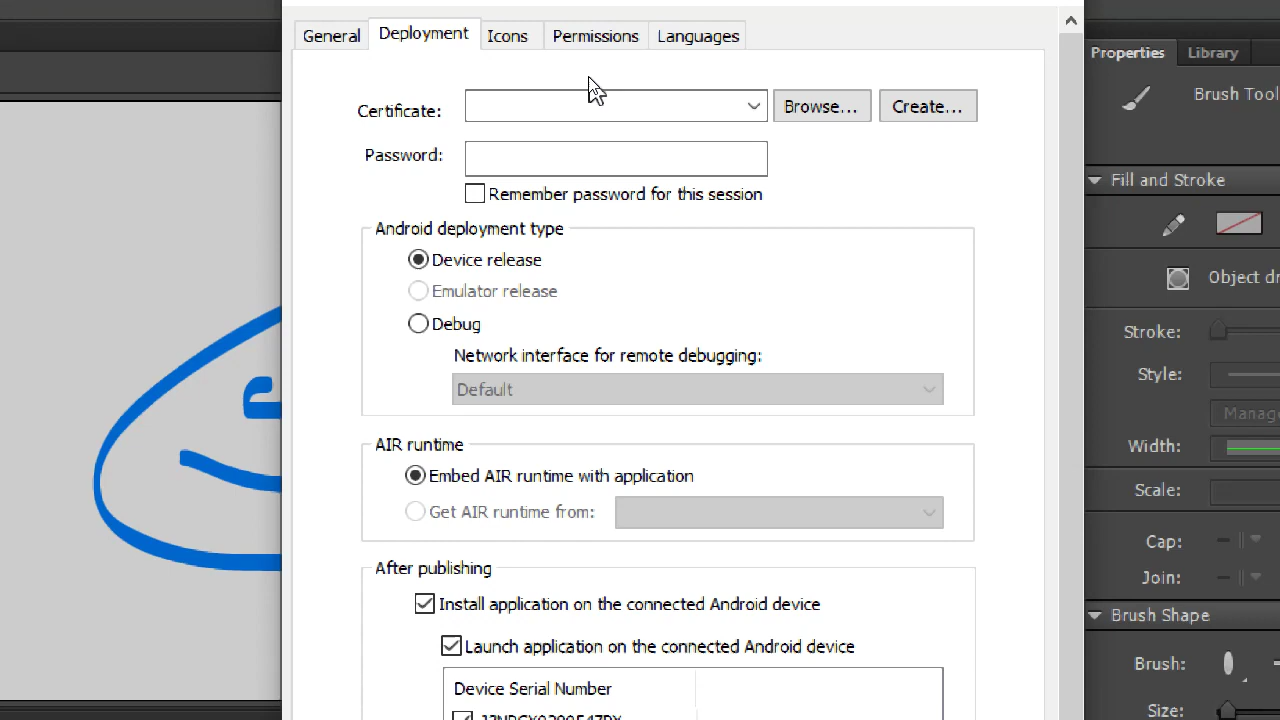 General Deployment Icons Permissions Languages
Certificate: Browse... Create...
Password:
Remember password for this session
Android deployment type
Device release
Emulator release
Debug
Network interface for remote debugging:
Default
AIR runtime
Embed AIR runtime with application
Get AIR runtime from:
After publishing
Install application on the connected Android device
Launch application on the connected Android device
Device Serial Number
Properties Library
Brush Tool
Fill and Stroke
Object dr
Stroke:
Style:
Manag
Width:
Scale:
Cap:
Join:
Brush Shape
Brush:
Size: